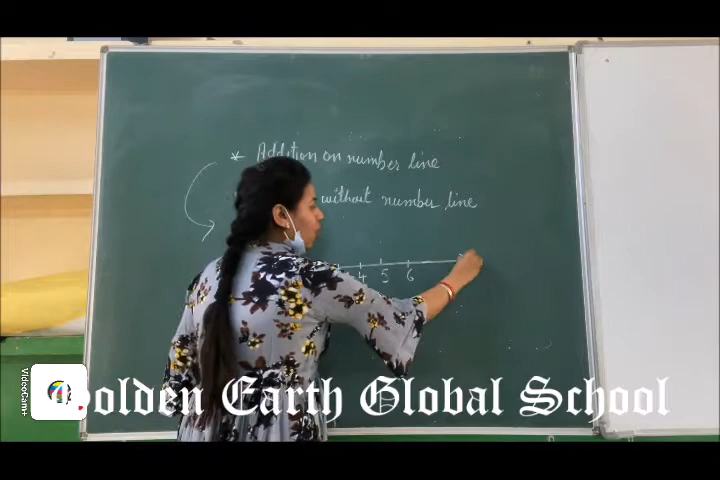 * Addition on number line
without number line
4 5 6
VideoCam+
Golden Earth Global School